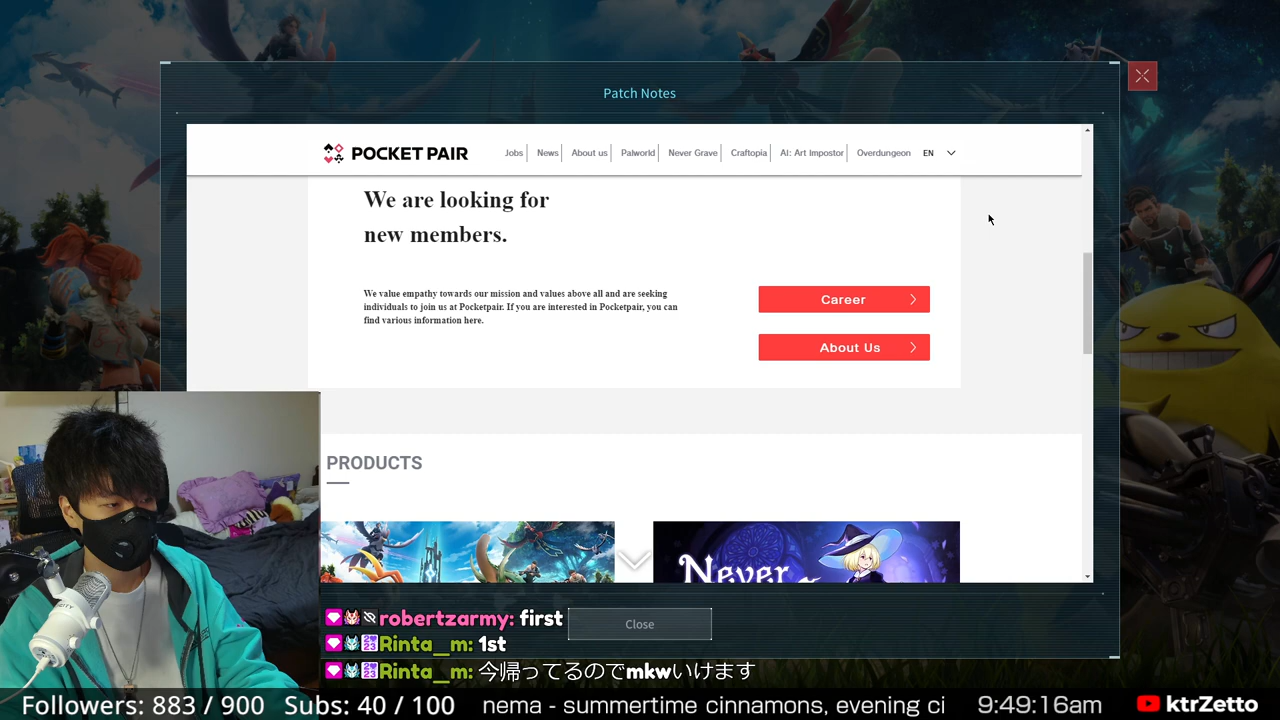 Patch Notes
POCKET PAIR
Jobs
News
About us
Palworld
Never Grave
Craftopia
AI: Art Impostor
Overdungeon
EN
We are looking for
new members.
We value empathy towards our mission and values above all and are seeking
individuals to join us at Pocketpair. If you are interested in Pocketpair, you can
find various information here.
Career
About Us
PRODUCTS
Never
robertzarmy: first
Close
Rinta_m: 1st
Rinta_m: 今帰ってるのでmkwいけます
Followers: 883 / 900
Subs: 40 / 100
nema - summertime cinnamons, evening ci
9:49:16am
ktrZetto